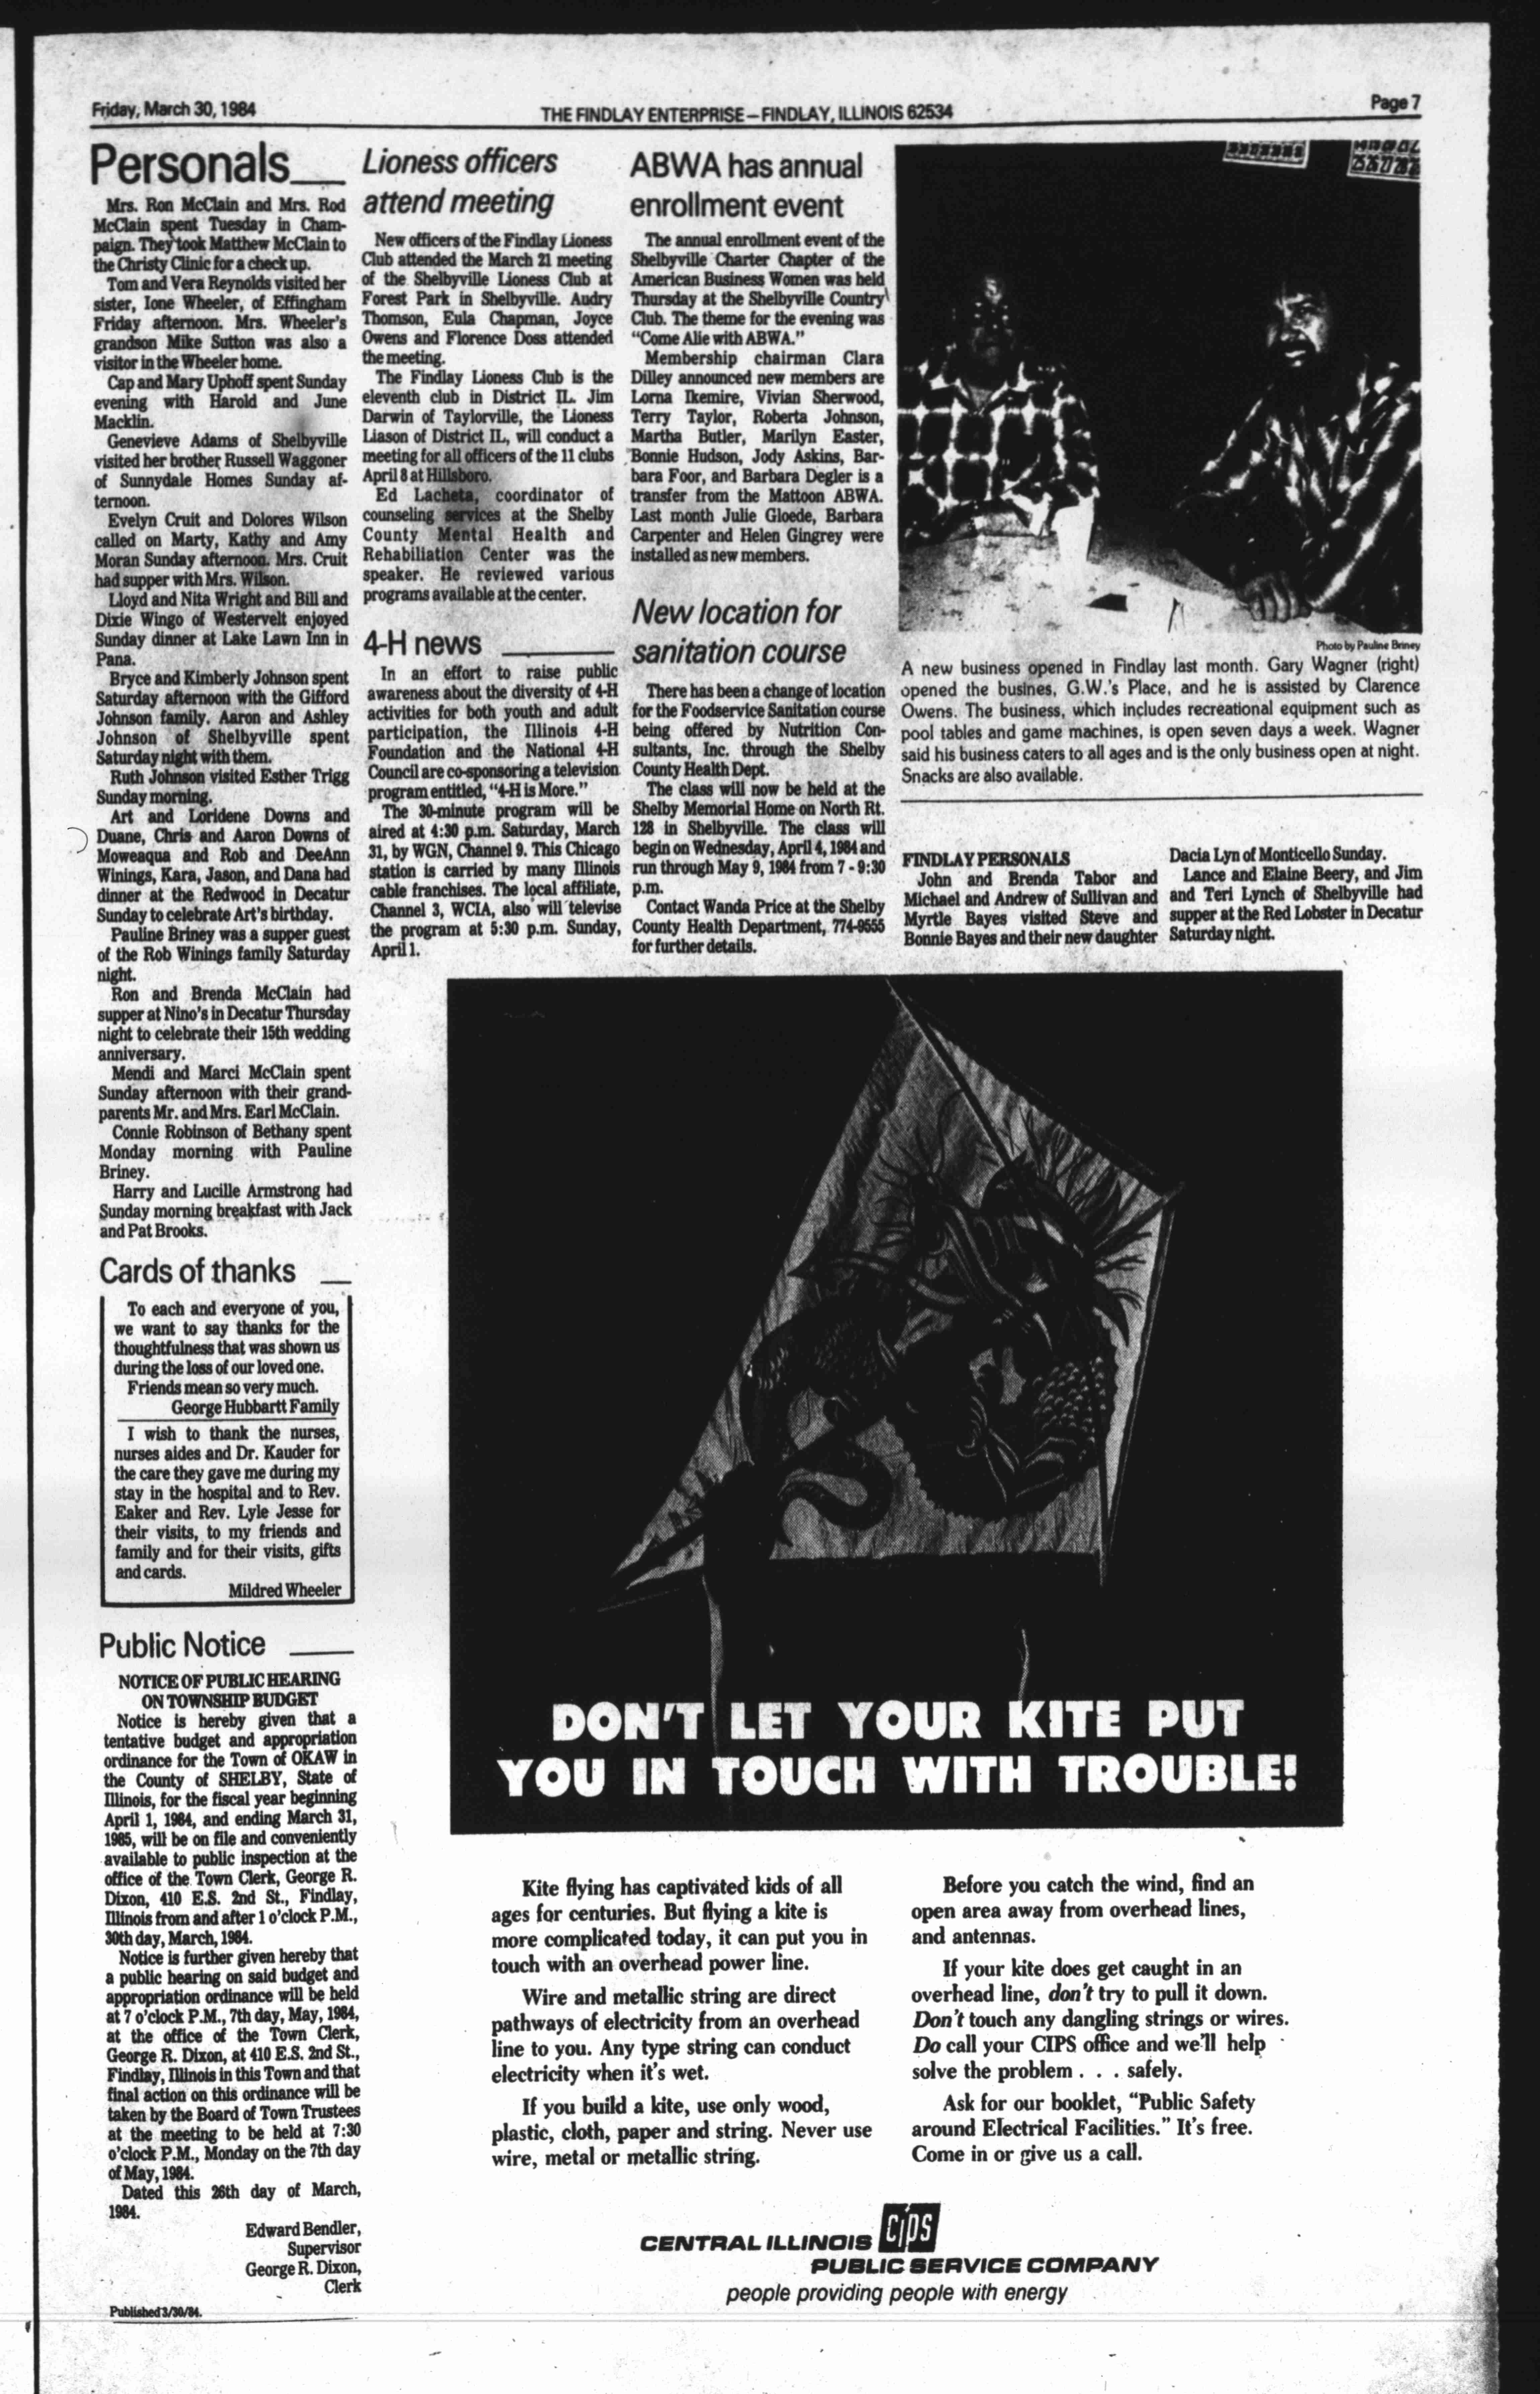 Friday, March 30, 1984
THE FINDLAY ENTERPRISE—FINDLAY, ILLINOIS 62534
Page 7
Personals
Mrs. Ron McClain and Mrs. Rod
McClain spent Tuesday in Cham-
paign. They took Matthew McClain to
the Christy Clinic for a check up.
Tom and Vera Reynolds visited her
sister, Ione Wheeler, of Effingham
Friday afternoon. Mrs. Wheeler's
grandson Mike Sutton was also a
visitor in the Wheeler home.
Cap and Mary Uphoff spent Sunday
evening with Harold and June
Macklin.
Genevieve Adams of Shelbyville
visited her brother Russell Waggoner
of Sunnydale Homes Sunday af-
ternoon.
Evelyn Cruit and Dolores Wilson
called on Marty, Kathy and Amy
Moran Sunday afternoon. Mrs. Cruit
had supper with Mrs. Wilson.
Lloyd and Nita Wright and Bill and
Dixie Wingo of Westervelt enjoyed
Sunday dinner at Lake Lawn Inn in
Pana.
Bryce and Kimberly Johnson spent
Saturday afternoon with the Gifford
Johnson family. Aaron and Ashley
Johnson of Shelbyville spent
Saturday night with them.
Ruth Johnson visited Esther Trigg
Sunday morning.
Art and Loridene Downs and
Duane, Chris and Aaron Downs of
Moweaqua and Rob and DeeAnn
Winings, Kara, Jason, and Dana had
dinner at the Redwood in Decatur
Sunday to celebrate Art's birthday.
Pauline Briney was a supper guest
of the Rob Winings family Saturday
night.
Ron and Brenda McClain had
supper at Nino's in Decatur Thursday
night to celebrate their 15th wedding
anniversary.
Mendi and Marci McClain spent
Sunday afternoon with their grand-
parents Mr. and Mrs. Earl McClain.
Connie Robinson of Bethany spent
Monday morning with Pauline
Briney.
Harry and Lucille Armstrong had
Sunday morning breakfast with Jack
and Pat Brooks.
Cards of thanks
To each and everyone of you,
we want to say thanks for the
thoughtfulness that was shown us
during the loss of our loved one.
Friends mean so very much.
George Hubbartt Family
I wish to thank the nurses,
nurses aides and Dr. Kauder for
the care they gave me during my
stay in the hospital and to Rev.
Eaker and Rev. Lyle Jesse for
their visits, to my friends and
family and for their visits, gifts
and cards.
Mildred Wheeler
Public Notice
NOTICE OF PUBLIC HEARING
ON TOWNSHIP BUDGET
Notice is hereby given that a
tentative budget and appropriation
ordinance for the Town of OKAW in
the County of SHELBY, State of
Illinois, for the fiscal year beginning
April 1, 1984, and ending March 31,
1985, will be on file and conveniently
available to public inspection at the
office of the Town Clerk, George R.
Dixon, 410 E.S. 2nd St., Findlay,
Illinois from and after 1 o'clock P.M.,
30th day, March, 1984.
Notice is further given hereby that
a public hearing on said budget and
appropriation ordinance will be held
at 7 o'clock P.M., 7th day, May, 1984,
at the office of the Town Clerk,
George R. Dixon, at 410 E.S. 2nd St.,
Findlay, Illinois in this Town and that
final action on this ordinance will be
taken by the Board of Town Trustees
at the meeting to be held at 7:30
o'clock P.M., Monday on the 7th day
of May, 1984.
Dated this 26th day of March,
1984.
Edward Bendler,
Supervisor
George R. Dixon,
Clerk
Published 3/30/84.
Lioness officers
attend meeting
New officers of the Findlay Lioness
Club attended the March 21 meeting
of the Shelbyville Lioness Club at
Forest Park in Shelbyville. Audry
Thomson, Eula Chapman, Joyce
Owens and Florence Doss attended
the meeting.
The Findlay Lioness Club is the
eleventh club in District IL. Jim
Darwin of Taylorville, the Lioness
Liason of District IL, will conduct a
meeting for all officers of the 11 clubs
April 8 at Hillsboro.
Ed Lacheta, coordinator of
counseling services at the Shelby
County Mental Health and
Rehabiliation Center was the
speaker. He reviewed various
programs available at the center.
4-H news
In an effort to raise public
awareness about the diversity of 4-H
activities for both youth and adult
participation, the Illinois 4-H
Foundation and the National 4-H
Council are co-sponsoring a television
program entitled, "4-H is More."
The 30-minute program will be
aired at 4:30 p.m. Saturday, March
31, by WGN, Channel 9. This Chicago
station is carried by many Illinois
cable franchises. The local affiliate,
Channel 3, WCIA, also will televise
the program at 5:30 p.m. Sunday,
April 1.
ABWA has annual
enrollment event
The annual enrollment event of the
Shelbyville Charter Chapter of the
American Business Women was held
Thursday at the Shelbyville Country
Club. The theme for the evening was
"Come Alie with ABWA."
Membership chairman Clara
Dilley announced new members are
Lorna Ikemire, Vivian Sherwood,
Terry Taylor, Roberta Johnson,
Martha Butler, Marilyn Easter,
Bonnie Hudson, Jody Askins, Bar-
bara Foor, and Barbara Degler is a
transfer from the Mattoon ABWA.
Last month Julie Gloede, Barbara
Carpenter and Helen Gingrey were
installed as new members.
New location for
sanitation course
There has been a change of location
for the Foodservice Sanitation course
being offered by Nutrition Con-
sultants, Inc. through the Shelby
County Health Dept.
The class will now be held at the
Shelby Memorial Home on North Rt.
128 in Shelbyville. The class will
begin on Wednesday, April 4, 1984 and
run through May 9, 1984 from 7 - 9:30
p.m.
Contact Wanda Price at the Shelby
County Health Department, 774-9555
for further details.
Photo by Pauline Briney
A new business opened in Findlay last month. Gary Wagner (right)
opened the busines, G.W.'s Place, and he is assisted by Clarence
Owens. The business, which includes recreational equipment such as
pool tables and game machines, is open seven days a week. Wagner
said his business caters to all ages and is the only business open at night.
Snacks are also available.
FINDLAY PERSONALS
John and Brenda Tabor and
Michael and Andrew of Sullivan and
Myrtle Bayes visited Steve and
Bonnie Bayes and their new daughter
Dacia Lyn of Monticello Sunday.
Lance and Elaine Beery, and Jim
and Teri Lynch of Shelbyville had
supper at the Red Lobster in Decatur
Saturday night.
DON'T LET YOUR KITE PUT
YOU IN TOUCH WITH TROUBLE!
Kite flying has captivated kids of all
ages for centuries. But flying a kite is
more complicated today, it can put you in
touch with an overhead power line.
Wire and metallic string are direct
pathways of electricity from an overhead
line to you. Any type string can conduct
electricity when it's wet.
If you build a kite, use only wood,
plastic, cloth, paper and string. Never use
wire, metal or metallic string.
Before you catch the wind, find an
open area away from overhead lines,
and antennas.
If your kite does get caught in an
overhead line, don't try to pull it down.
Don't touch any dangling strings or wires.
Do call your CIPS office and we'll help
solve the problem . . . safely.
Ask for our booklet, "Public Safety
around Electrical Facilities." It's free.
Come in or give us a call.
CENTRAL ILLINOIS CIPS
PUBLIC SERVICE COMPANY
people providing people with energy